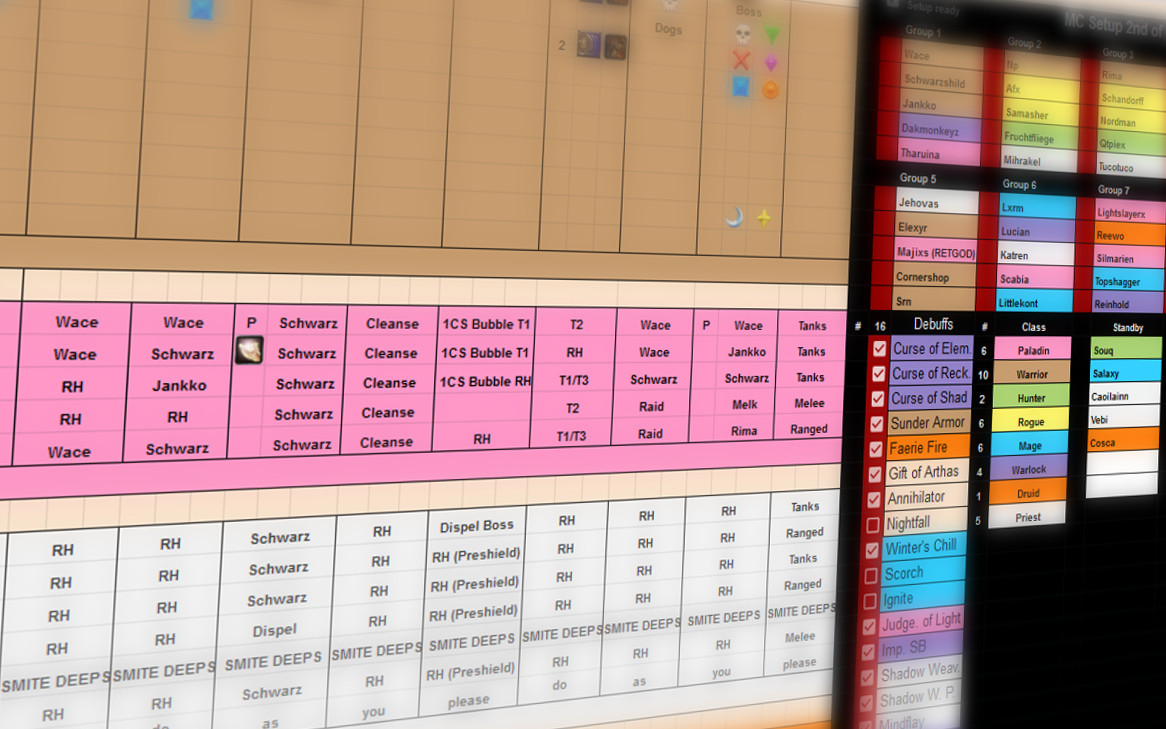 Boss
Dogs
2
Setup ready
MC Setup 2nd of
Group 1
Group 2
Group 3
Wace
Np
Rina
Schwarzshild
Afx
Schandorff
Jankko
Samasher
Nordman
Dakmonkeyz
Fruchtfliege
Qtpiex
Tharuina
Mihrakel
Tucotuco
Group 5
Group 6
Group 7
Jehovas
Lxrm
Lightslayerx
Elexyr
Lucian
Reewo
Majixs (RETGOD)
Katren
Silmarien
Cornershop
Scabia
Topshagger
Srn
Littlekont
Reinhold
Wace Wace P Schwarz Cleanse 1CS Bubble T1 T2 Wace P Wace Tanks
Wace Schwarz Schwarz Cleanse 1CS Bubble T1 RH Wace Jankko Tanks
RH Jankko Schwarz Cleanse 1CS Bubble RH T1/T3 Schwarz Schwarz Tanks
RH RH Schwarz Cleanse T2 Raid Melk Melee
Wace Schwarz Schwarz Cleanse RH T1/T3 Raid Rima Ranged
# 16 Debuffs # Class Standby
Curse of Elem. 6 Paladin Souq
Curse of Reck. 10 Warrior Salaxy
Curse of Shad 2 Hunter Caoilainn
Sunder Armor 6 Rogue Vebi
Faerie Fire 6 Mage Cosca
Gift of Arthas 4 Warlock
Annihilator 1 Druid
Nightfall 5 Priest
Winter's Chill
Scorch
Ignite
Judge. of Light
Imp. SB
Shadow Weav.
Shadow W. P
Mindflay
RH RH Schwarz RH Dispel Boss RH RH RH Tanks
RH RH Schwarz RH RH (Preshield) RH RH RH Ranged
RH RH Schwarz RH RH (Preshield) RH RH RH Tanks
RH RH Dispel RH RH (Preshield) RH RH RH Ranged
SMITE DEEPS SMITE DEEPS SMITE DEEPS SMITE DEEPS SMITE DEEPS SMITE DEEPS SMITE DEEPS SMITE DEEPS SMITE DEEPS
RH RH Schwarz RH RH (Preshield) RH RH RH Melee
do as you please do as you please